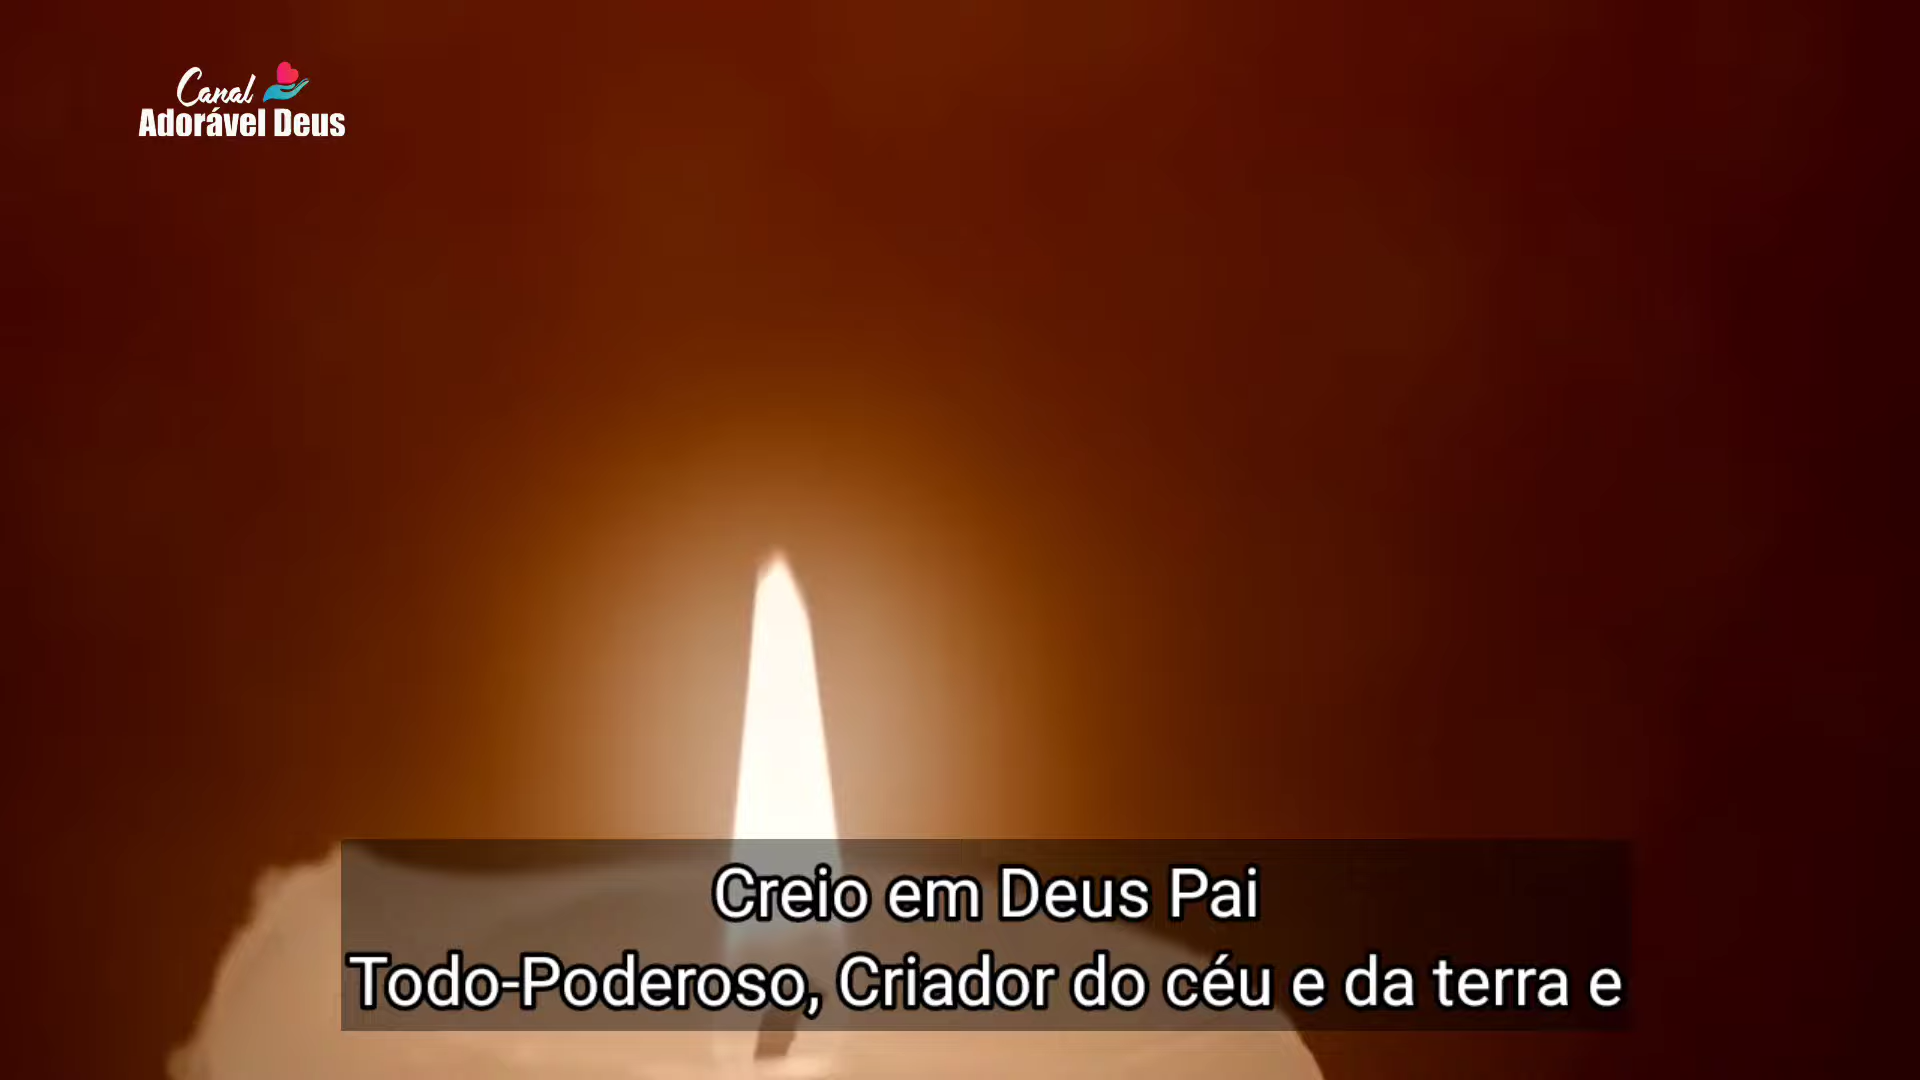 Canal
Adorável Deus
Creio em Deus Pai
Todo-Poderoso, Criador do céu e da terra e